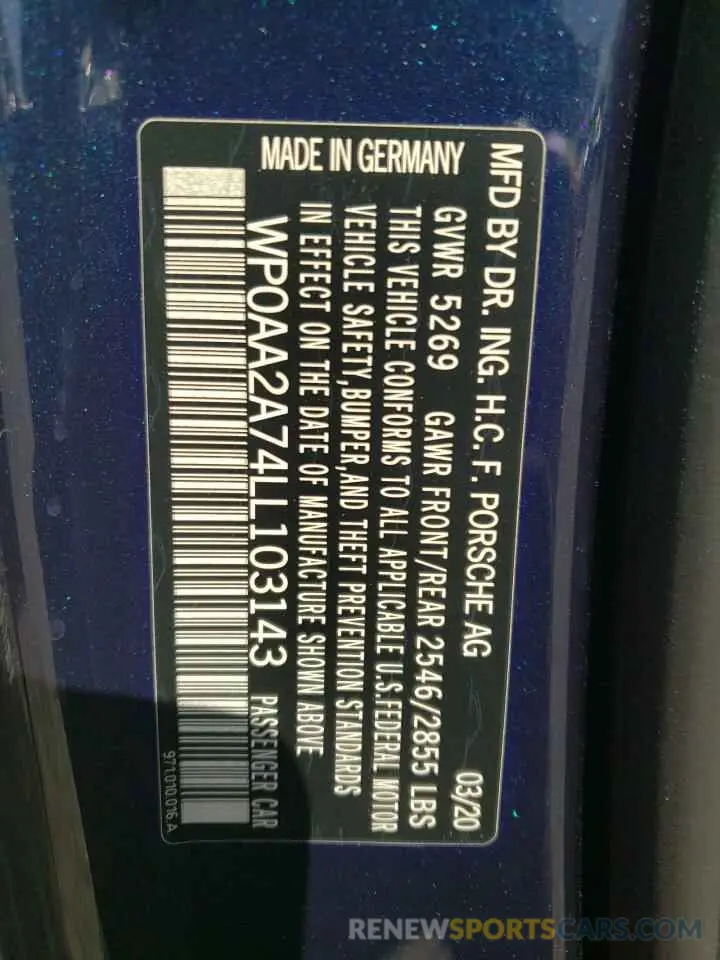 MFD BY DR. ING. H.C. F. PORSCHE AG
03/20
GVWR 5269 GAWR FRONT/REAR 2546/2855 LBS
THIS VEHICLE CONFORMS TO ALL APPLICABLE U.S.FEDERAL MOTOR
VEHICLE SAFETY,BUMPER,AND THEFT PREVENTION STANDARDS
IN EFFECT ON THE DATE OF MANUFACTURE SHOWN ABOVE
MADE IN GERMANY
WP0AA2A74LL103143 PASSENGER CAR
971.010.016.A
RENEWSPORTSCARS.COM